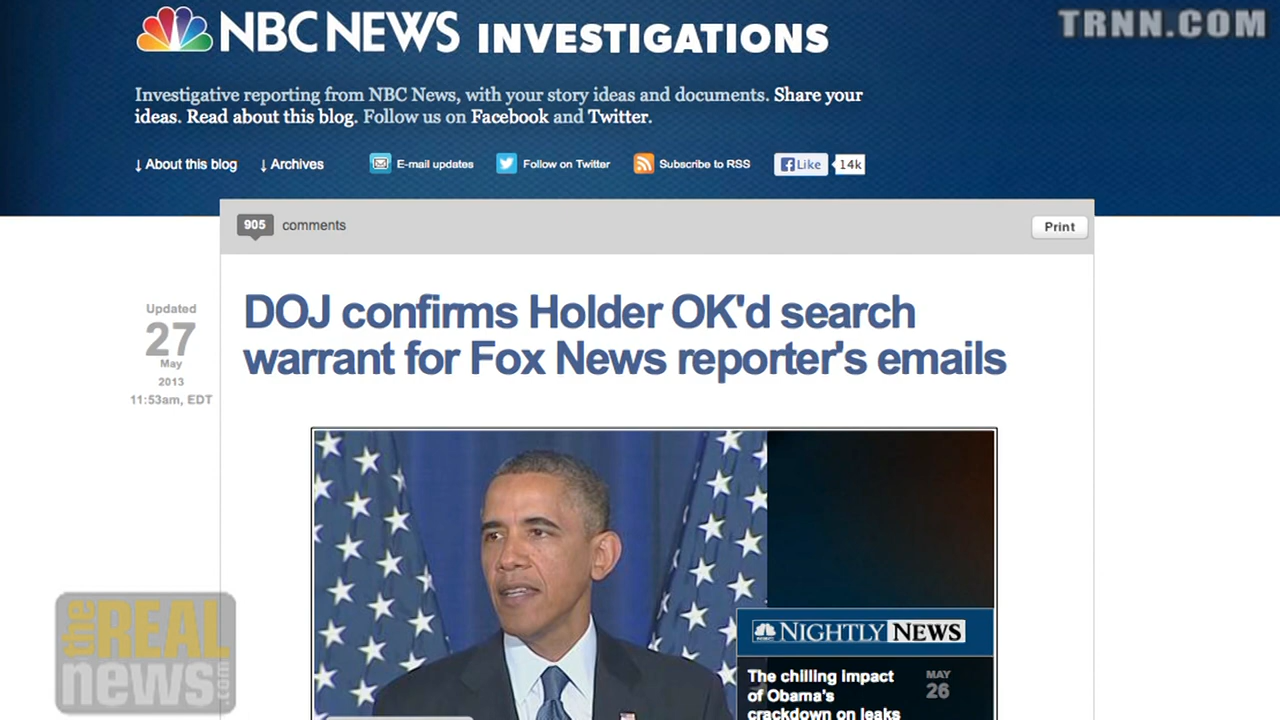 TRNN.COM
NBC NEWS INVESTIGATIONS
Investigative reporting from NBC News, with your story ideas and documents. Share your
ideas. Read about this blog. Follow us on Facebook and Twitter.
↓ About this blog ↓ Archives E-mail updates Follow on Twitter Subscribe to RSS Like 14k
905 comments Print
Updated
27
May
2013
11:53am, EDT
DOJ confirms Holder OK'd search
warrant for Fox News reporter's emails
NIGHTLY NEWS
The chilling impact
of Obama's
crackdown on leaks
MAY
26
the REAL
news.com